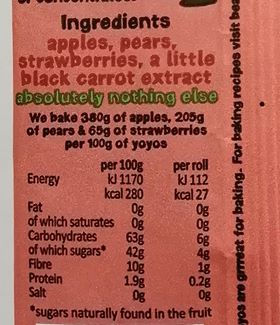 Ingredients
apples, pears,
strawberries, a little
black carrot extract
absolutely nothing else
We bake 380g of apples, 205g
of pears & 65g of strawberries
per 100g of yoyos
per 100g per roll
Energy kJ 1170 kJ 112
kcal 280 kcal 27
Fat 0g 0g
of which saturates 0g 0g
Carbohydrates 63g 6g
of which sugars* 42g 4g
Fibre 10g 1g
Protein 1.9g 0.2g
Salt 0g 0g
*sugars naturally found in the fruit
yos are grrreat for baking. For baking recipes visit bea